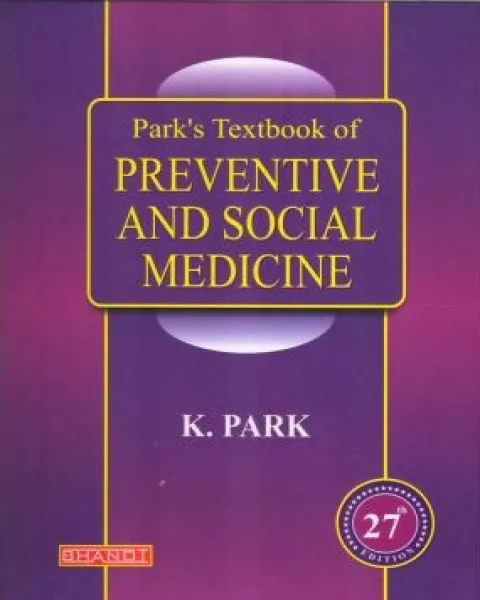 Park's Textbook of
PREVENTIVE
AND SOCIAL
MEDICINE
K. PARK
27th
EDITION
BHANOT